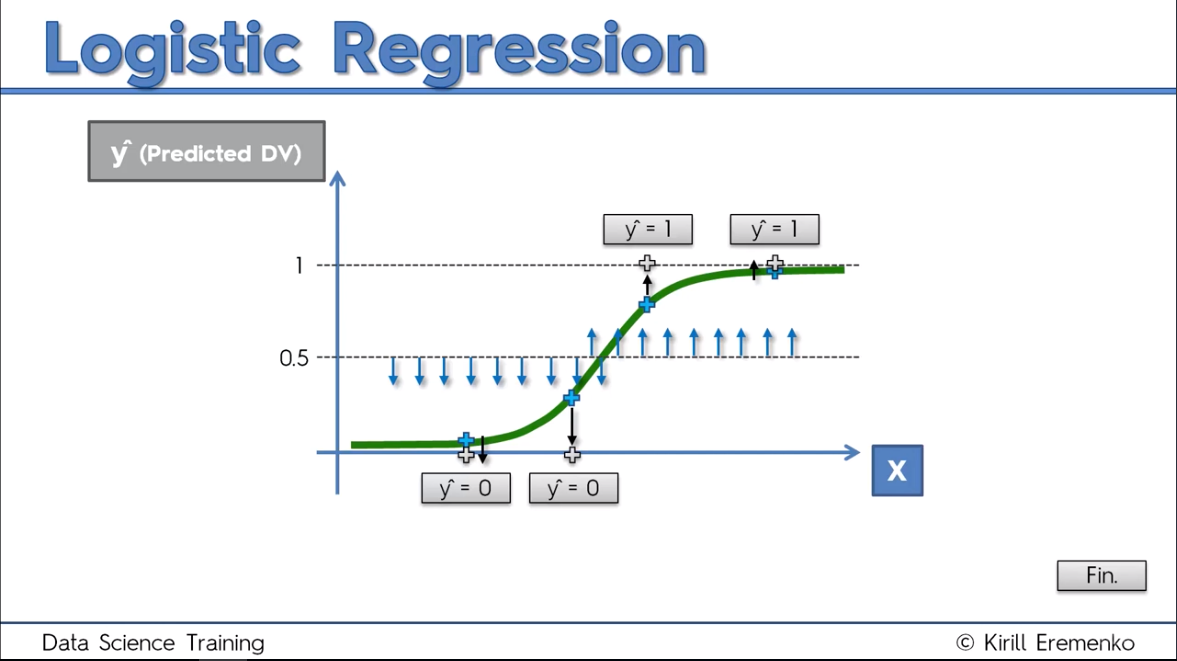 Logistic Regression
ŷ (Predicted DV)
ŷ = 1
ŷ = 1
1
0.5
ŷ = 0
ŷ = 0
X
Fin.
Data Science Training
© Kirill Eremenko